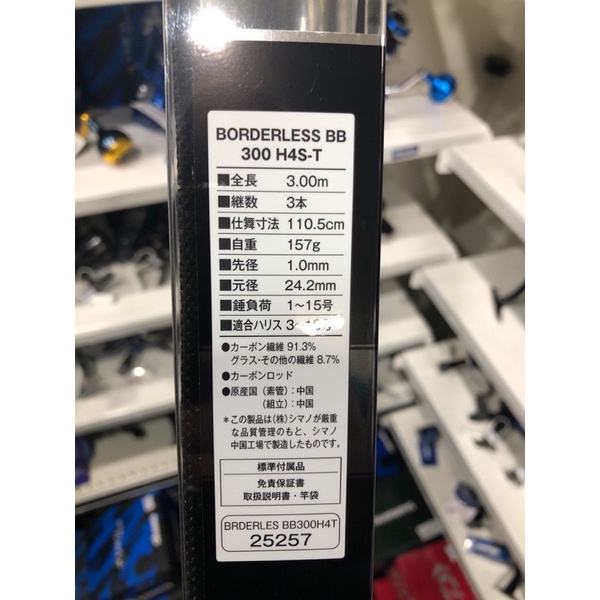 BORDERLESS BB
300 H4S-T
■全長 3.00m
■継数 3本
■仕舞寸法 110.5cm
■自重 157g
■先径 1.0mm
■元径 24.2mm
■錘負荷 1〜15号
■適合ハリス
●カーボン繊維 91.3%
グラス・その他の繊維 8.7%
●カーボンロッド
●原産国(素管):中国
(組立):中国
＊この製品は(株)シマノが厳重
な品質管理のもと、シマノ
中国工場で製造したものです。
標準付属品
免責保証書
取扱説明書・竿袋
BRDERLES BB300H4T
25257